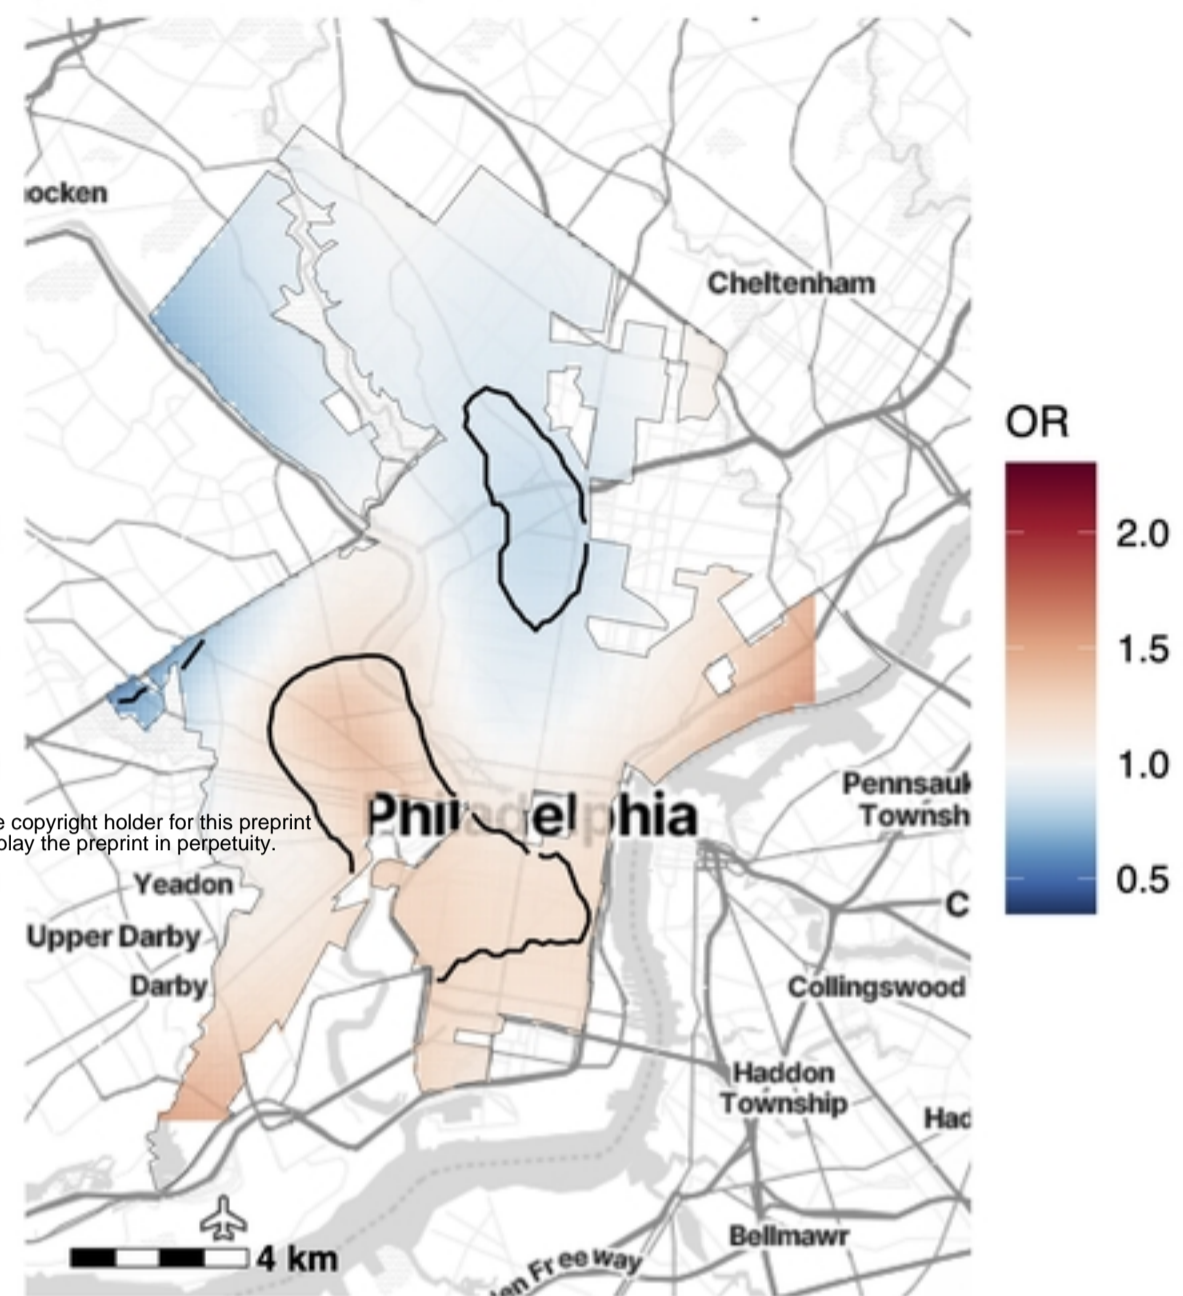 ocken
Cheltenham
OR
2.0
1.5
1.0
0.5
Pennsauk
Townsh
Philadelphia
e copyright holder for this preprint
play the preprint in perpetuity.
Yeadon
C
Upper Darby
Darby
Collingswood
Haddon
Township
Had
Bellmawr
4 km
en Freeway